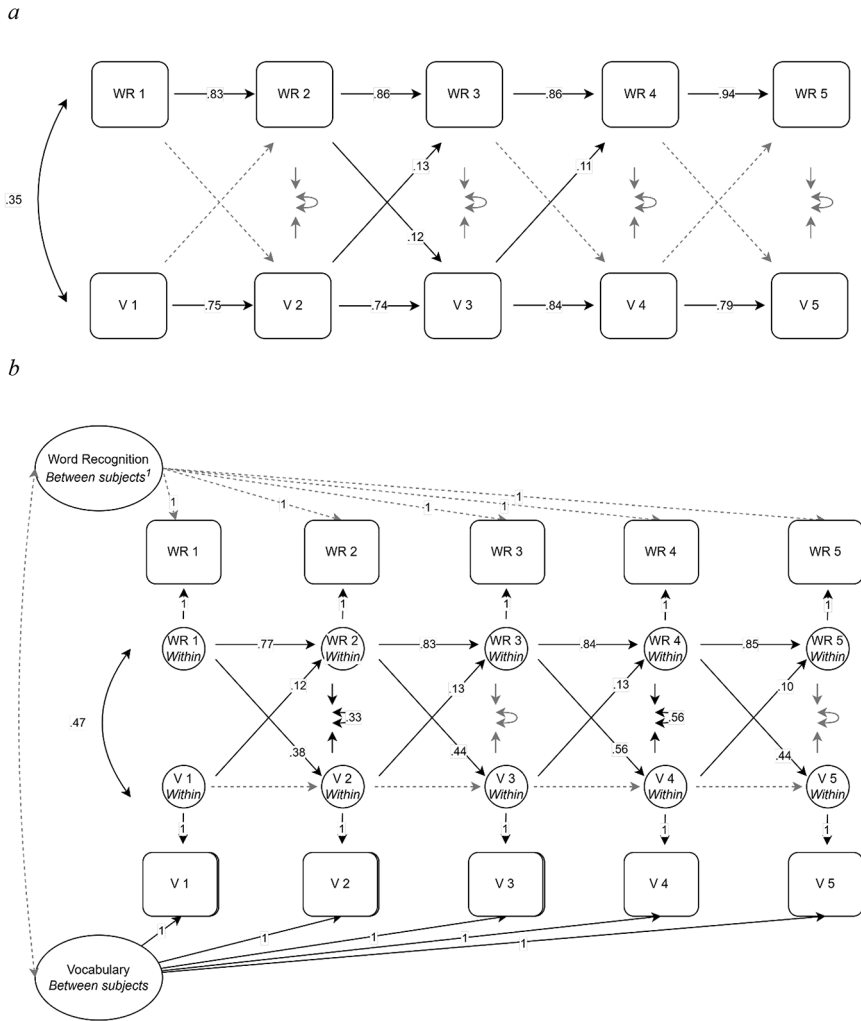 a
WR 1 .83 WR 2 .86 WR 3 .86 WR 4 .94 WR 5
.13 .11
.35
.12
V 1 .75 V 2 .74 V 3 .84 V 4 .79 V 5
b
Word Recognition
Between subjects1
1 1 1 1 1
WR 1 WR 2 WR 3 WR 4 WR 5
1 1 1 1 1
WR 1 .77 WR 2 .83 WR 3 .84 WR 4 .85 WR 5
Within Within Within Within Within
.12 .13 .13 .10
.47 .33 .56
.38 .44 .56 .44
V 1 V 2 V 3 V 4 V 5
Within Within Within Within Within
1 1 1 1 1
V 1 V 2 V 3 V 4 V 5
1 1 1 1 1
Vocabulary
Between subjects